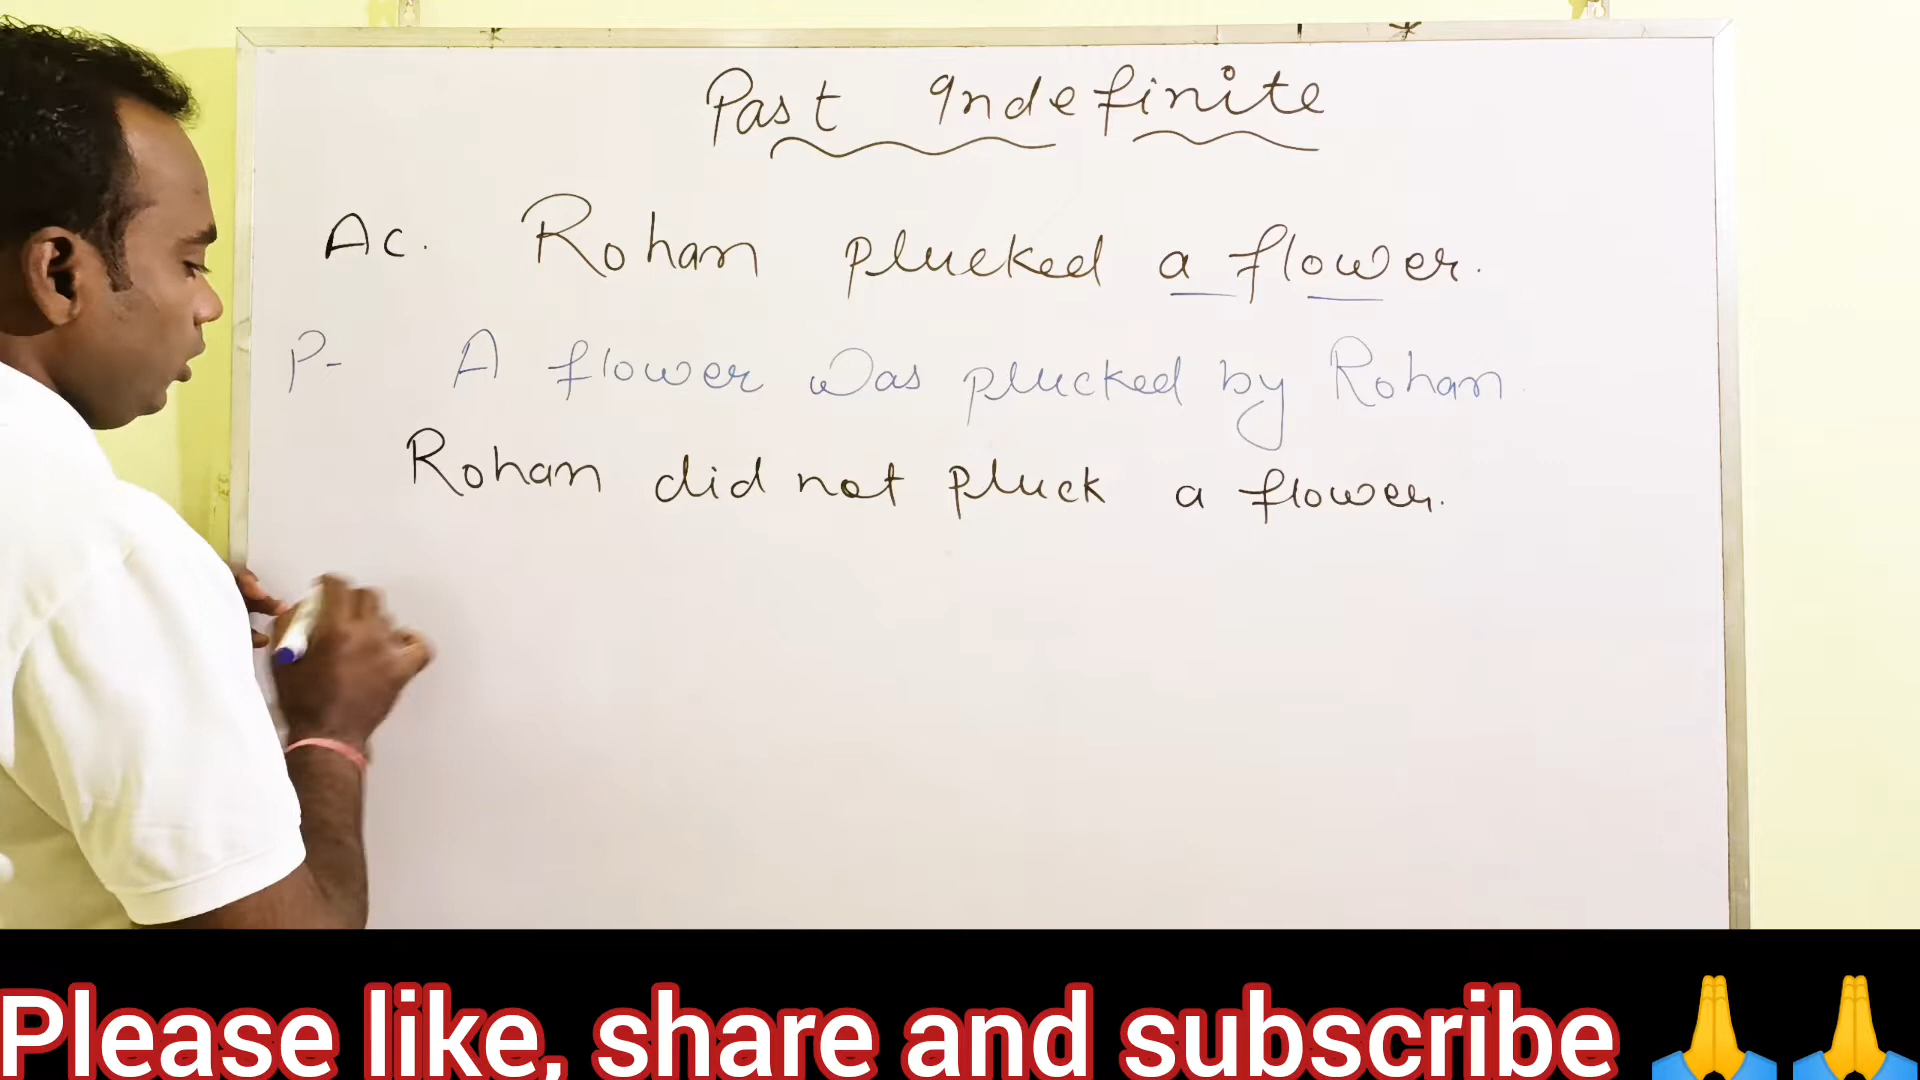 Past Indefinite
Ac. Rohan plucked a flower.
P- A flower was plucked by Rohan.
Rohan did not pluck a flower.
Please like, share and subscribe 🙏 🙏